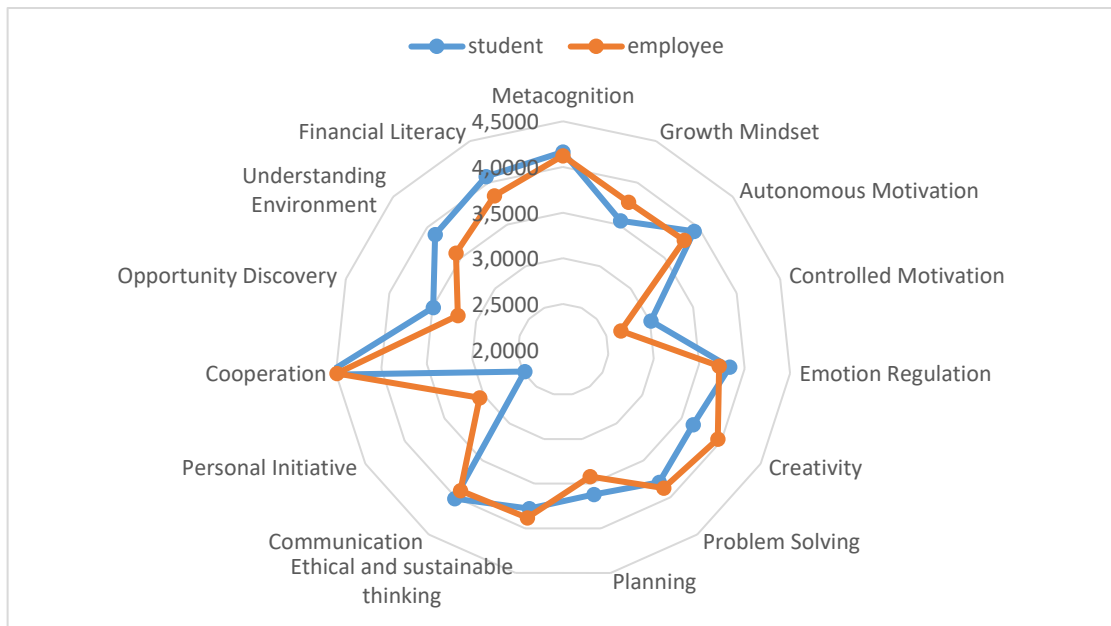 student employee
Metacognition
Growth Mindset
Autonomous Motivation
Controlled Motivation
Emotion Regulation
Creativity
Problem Solving
Planning
Ethical and sustainable
thinking
Communication
Personal Initiative
Cooperation
Opportunity Discovery
Understanding
Environment
Financial Literacy
4,5000
4,0000
3,5000
3,0000
2,5000
2,0000